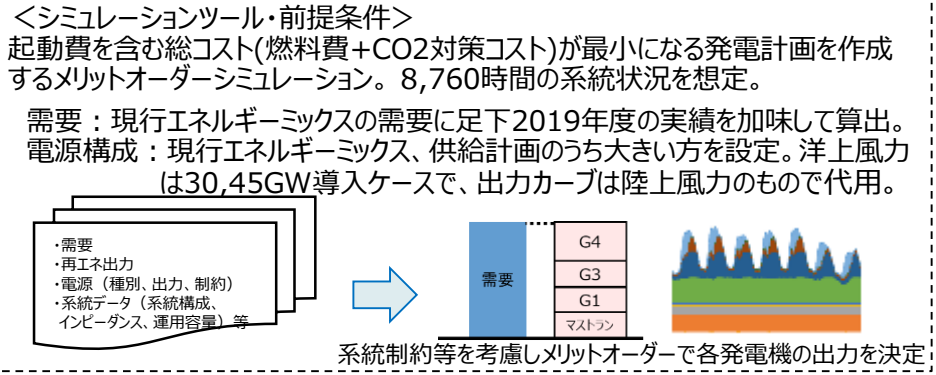 ＜シミュレーションツール・前提条件＞
起動費を含む総コスト(燃料費+CO2対策コスト)が最小になる発電計画を作成
するメリットオーダーシミュレーション。8,760時間の系統状況を想定。
需要：現行エネルギーミックスの需要に足下2019年度の実績を加味して算出。
電源構成：現行エネルギーミックス、供給計画のうち大きい方を設定。洋上風力
は30,45GW導入ケースで、出力カーブは陸上風力のもので代用。
・需要
・再エネ出力
・電源（種別、出力、制約）
・系統データ（系統構成、
インピーダンス、運用容量）等
需要
G4
G3
G1
マストラン
系統制約等を考慮しメリットオーダーで各発電機の出力を決定